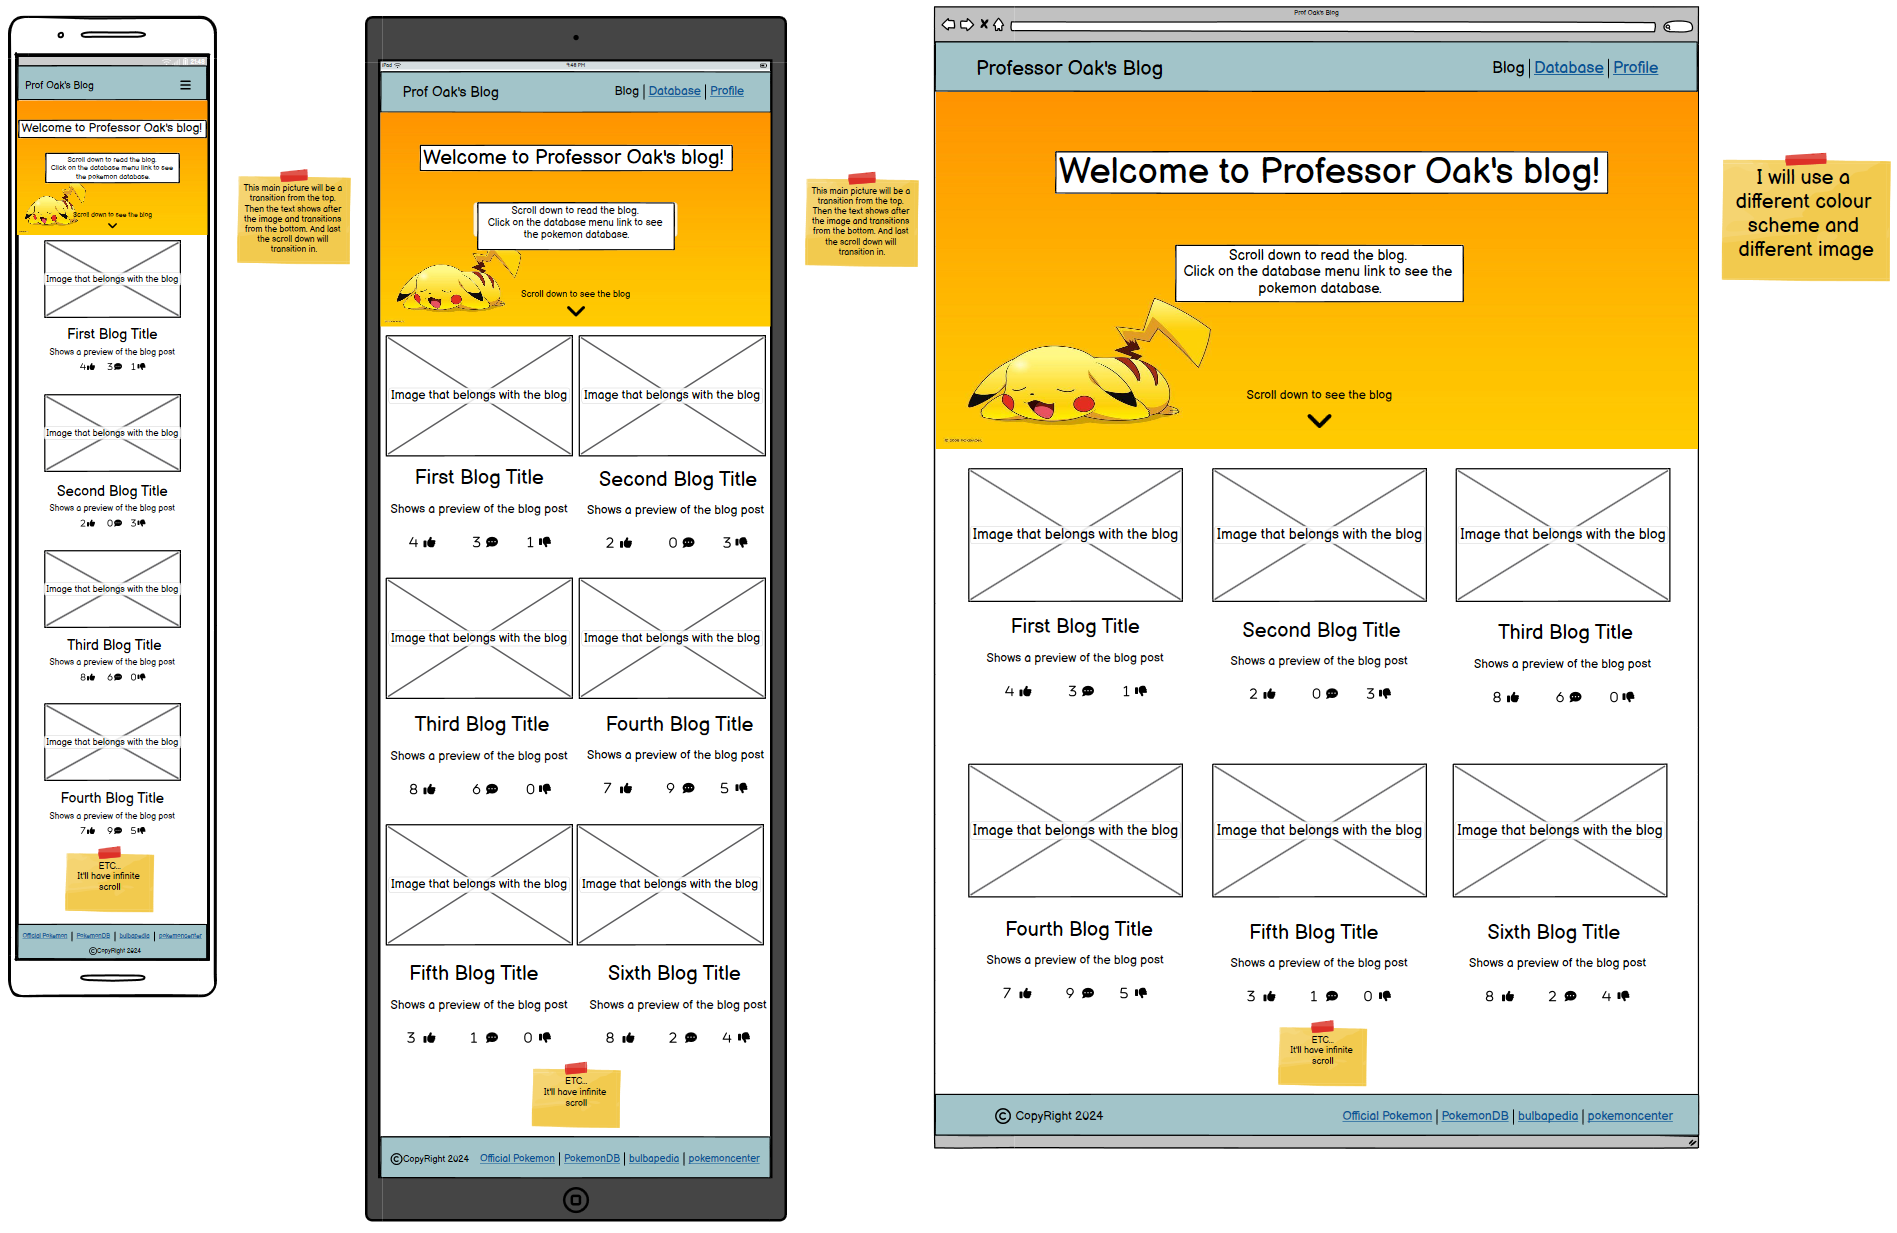 Prof Oak's Blog
Welcome to Professor Oak's blog!
Scroll down to read the blog.
Click on the database menu link to see
the pokemon database.
Scroll down to see the blog
Image that belongs with the blog
First Blog Title
Shows a preview of the blog post
4 3 1
Image that belongs with the blog
Second Blog Title
Shows a preview of the blog post
2 0 3
Image that belongs with the blog
Third Blog Title
Shows a preview of the blog post
8 6 0
Image that belongs with the blog
Fourth Blog Title
Shows a preview of the blog post
7 9 5
ETC...
It'll have infinite
scroll
Official Pokemon | PokemonDB | bulbapedia | pokemoncenter
©CopyRight 2024
This main picture will be a
transition from the top.
Then the text shows after
the image and transitions
from the bottom. And last
the scroll down will
transition in.
iPad 9:46 PM
Prof Oak's Blog Blog | Database | Profile
Welcome to Professor Oak's blog!
Scroll down to read the blog.
Click on the database menu link to see
the pokemon database.
Scroll down to see the blog
Image that belongs with the blog Image that belongs with the blog
First Blog Title Second Blog Title
Shows a preview of the blog post Shows a preview of the blog post
4 3 1 2 0 3
Image that belongs with the blog Image that belongs with the blog
Third Blog Title Fourth Blog Title
Shows a preview of the blog post Shows a preview of the blog post
8 6 0 7 9 5
Image that belongs with the blog Image that belongs with the blog
Fifth Blog Title Sixth Blog Title
Shows a preview of the blog post Shows a preview of the blog post
3 1 0 8 2 4
ETC...
It'll have infinite
scroll
©CopyRight 2024 Official Pokemon | PokemonDB | bulbapedia | pokemoncenter
This main picture will be a
transition from the top.
Then the text shows after
the image and transitions
from the bottom. And last
the scroll down will
transition in.
Prof Oak's Blog
Professor Oak's Blog Blog | Database | Profile
Welcome to Professor Oak's blog!
Scroll down to read the blog.
Click on the database menu link to see the
pokemon database.
Scroll down to see the blog
Image that belongs with the blog Image that belongs with the blog Image that belongs with the blog
First Blog Title Second Blog Title Third Blog Title
Shows a preview of the blog post Shows a preview of the blog post Shows a preview of the blog post
4 3 1 2 0 3 8 6 0
Image that belongs with the blog Image that belongs with the blog Image that belongs with the blog
Fourth Blog Title Fifth Blog Title Sixth Blog Title
Shows a preview of the blog post Shows a preview of the blog post Shows a preview of the blog post
7 9 5 3 1 0 8 2 4
ETC...
It'll have infinite
scroll
© CopyRight 2024 Official Pokemon | PokemonDB | bulbapedia | pokemoncenter
I will use a
different colour
scheme and
different image